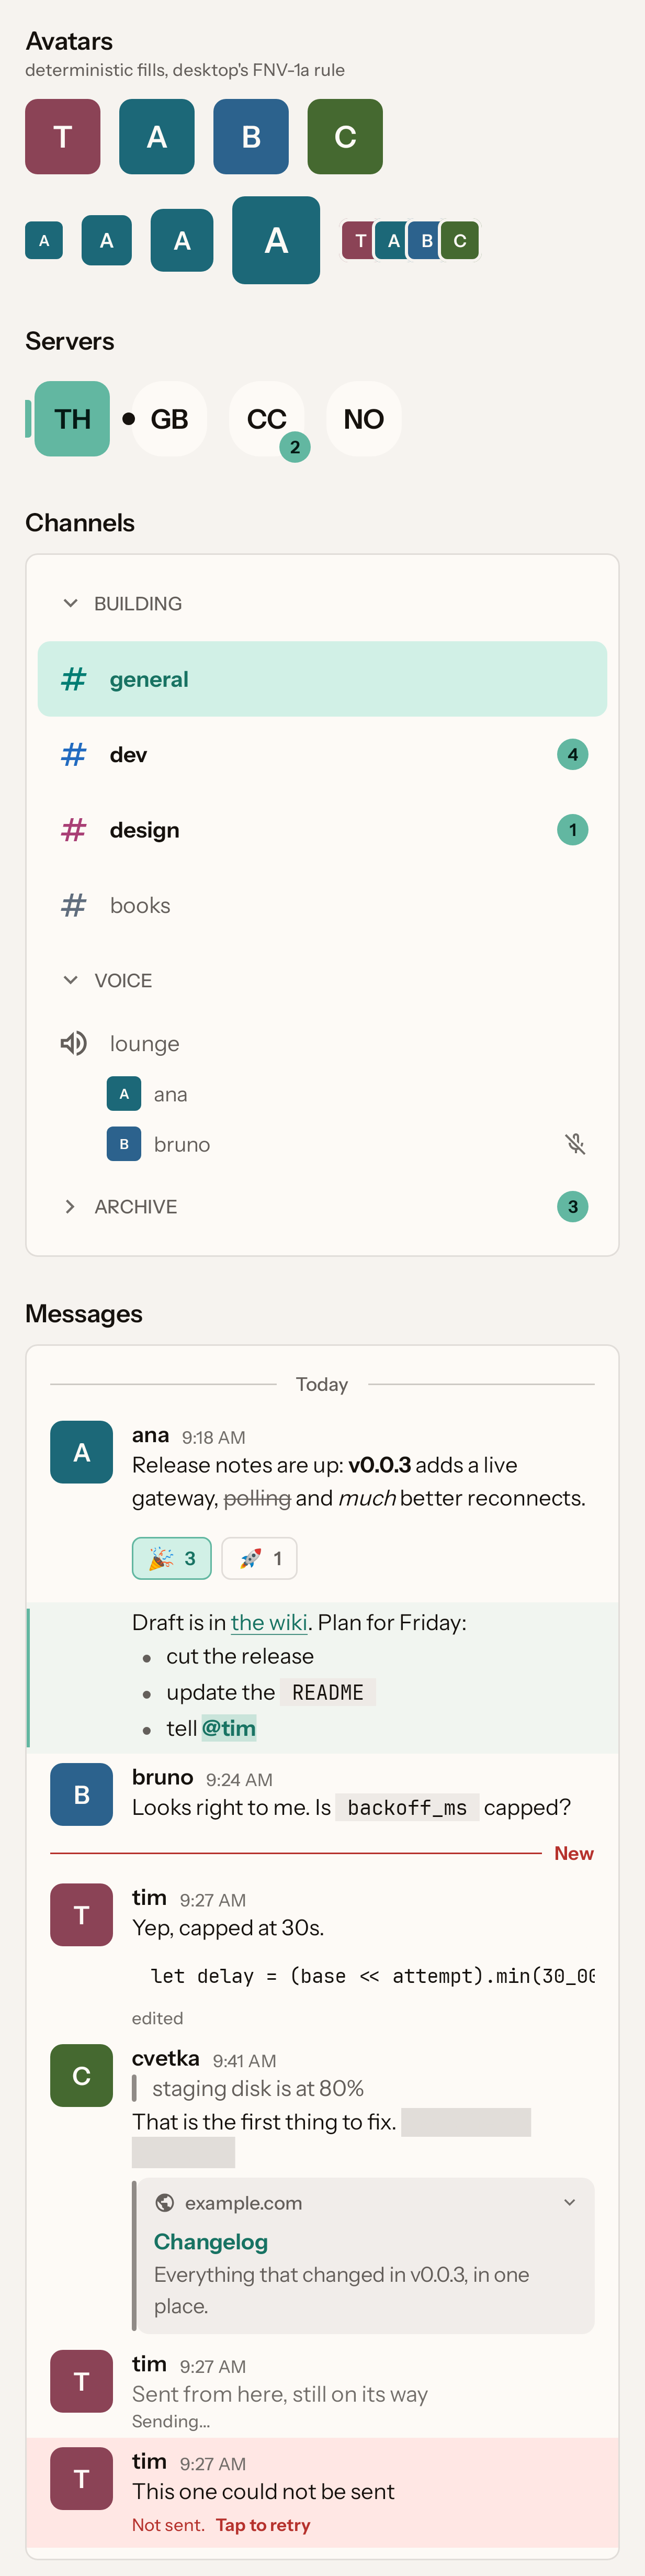 Avatars
deterministic fills, desktop's FNV-1a rule
T A B C
A A A A T A B C
Servers
TH GB CC NO
2
Channels
BUILDING
# general
# dev 4
# design 1
# books
VOICE
lounge
A ana
B bruno
ARCHIVE 3
Messages
Today
A
ana 9:18 AM
Release notes are up: v0.0.3 adds a live
gateway, polling and much better reconnects.
🎉 3 🚀 1
Draft is in the wiki. Plan for Friday:
• cut the release
• update the README
• tell @tim
B
bruno 9:24 AM
Looks right to me. Is backoff_ms capped?
New
T
tim 9:27 AM
Yep, capped at 30s.
let delay = (base << attempt).min(30_00
edited
C
cvetka 9:41 AM
staging disk is at 80%
That is the first thing to fix.
example.com
Changelog
Everything that changed in v0.0.3, in one
place.
T
tim 9:27 AM
Sent from here, still on its way
Sending...
T
tim 9:27 AM
This one could not be sent
Not sent. Tap to retry